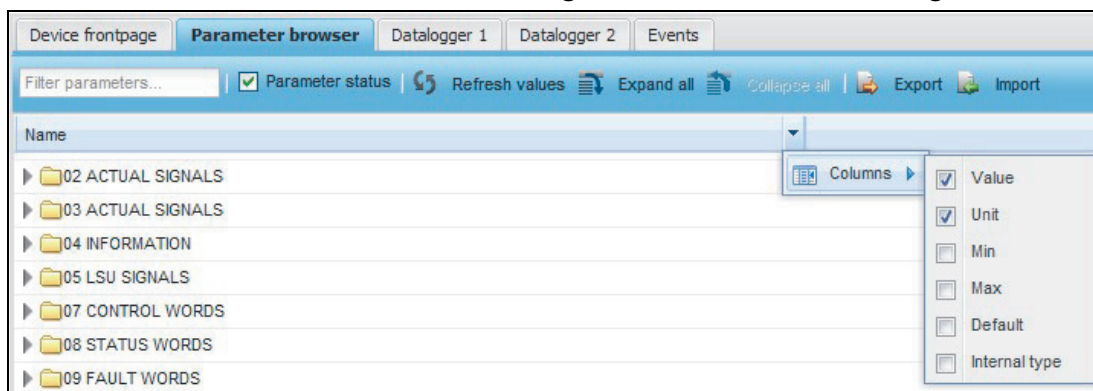 Device frontpage Parameter browser Datalogger 1 Datalogger 2 Events
Filter parameters... Parameter status Refresh values Expand all Collapse all Export Import
Name
02 ACTUAL SIGNALS
Columns
Value
03 ACTUAL SIGNALS
Unit
04 INFORMATION
Min
05 LSU SIGNALS
Max
07 CONTROL WORDS
Default
08 STATUS WORDS
Internal type
09 FAULT WORDS